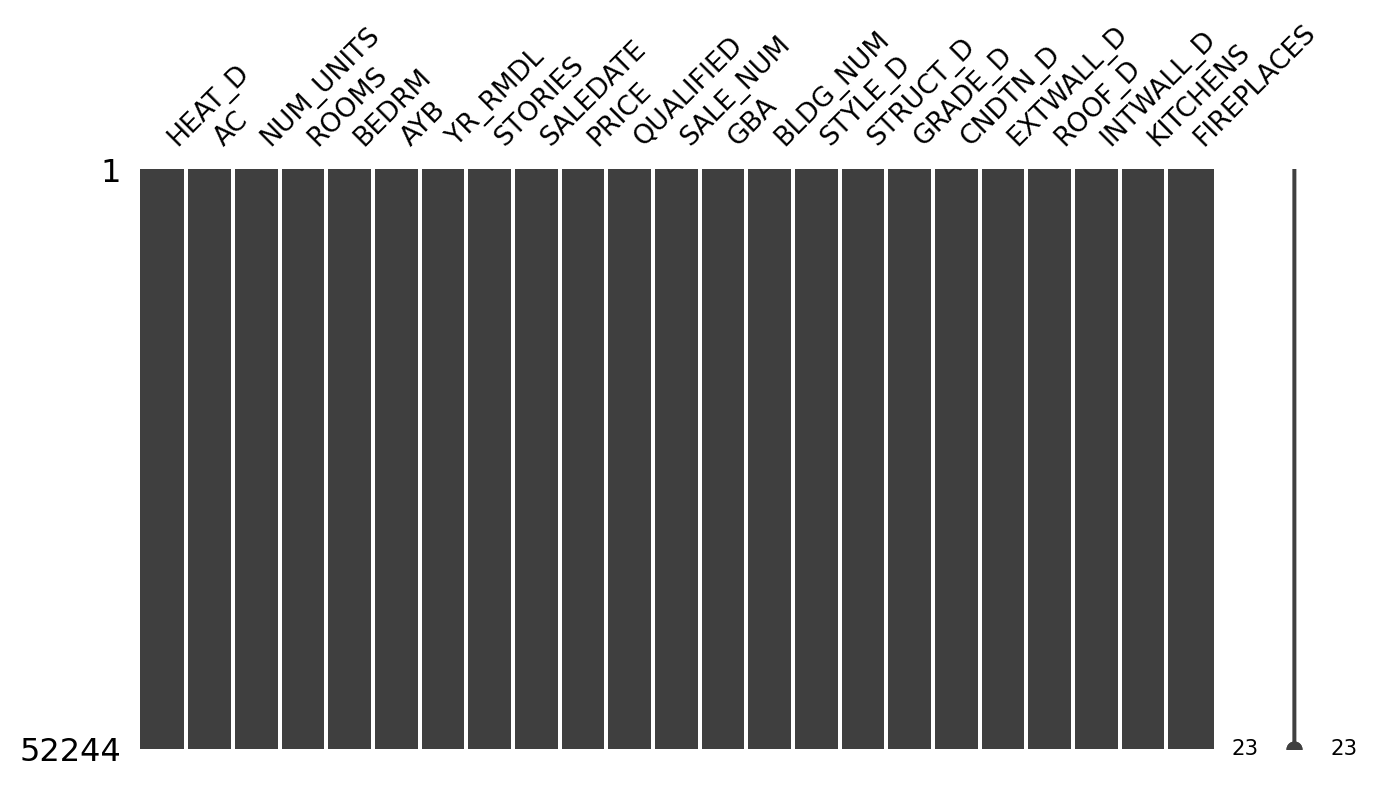 HEAT_D
AC
NUM_UNITS
ROOMS
BEDRM
AYB
YR_RMDL
STORIES
SALEDATE
PRICE
QUALIFIED
SALE_NUM
GBA
BLDG_NUM
STYLE_D
STRUCT_D
GRADE_D
CNDTN_D
EXTWALL_D
ROOF_D
INTWALL_D
KITCHENS
FIREPLACES
1
52244
23
23